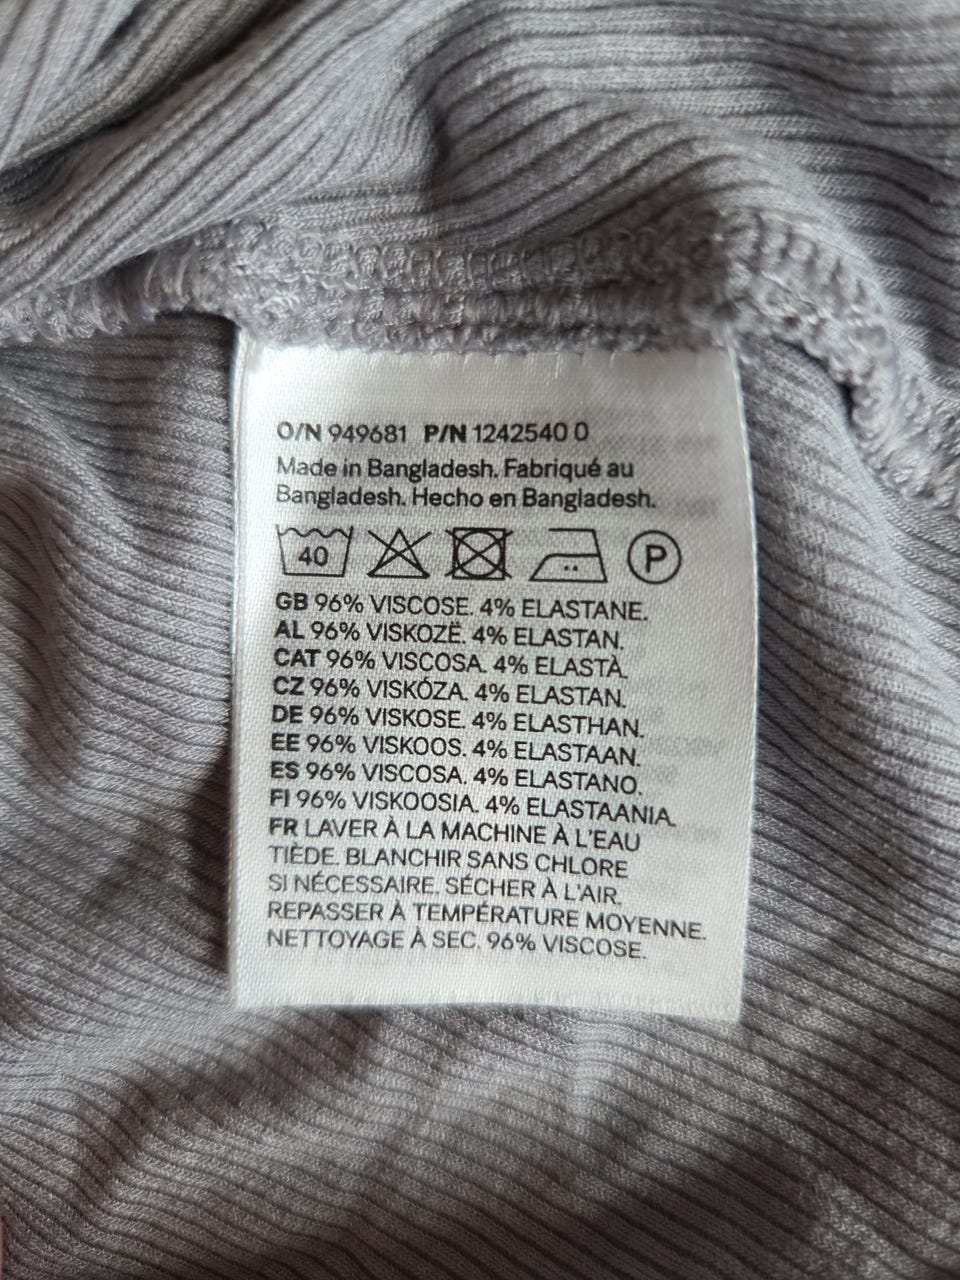 O/N 949681 P/N 1242540 0
Made in Bangladesh. Fabriqué au
Bangladesh. Hecho en Bangladesh.
40 P
GB 96% VISCOSE. 4% ELASTANE.
AL 96% VISKOZË. 4% ELASTAN.
CAT 96% VISCOSA. 4% ELASTÀ.
CZ 96% VISKÓZA. 4% ELASTAN.
DE 96% VISKOSE. 4% ELASTHAN.
EE 96% VISKOOS. 4% ELASTAAN.
ES 96% VISCOSA. 4% ELASTANO.
FI 96% VISKOOSIA. 4% ELASTAANIA.
FR LAVER À LA MACHINE À L'EAU
TIÈDE. BLANCHIR SANS CHLORE
SI NÉCESSAIRE. SÉCHER À L'AIR.
REPASSER À TEMPÉRATURE MOYENNE.
NETTOYAGE À SEC. 96% VISCOSE.